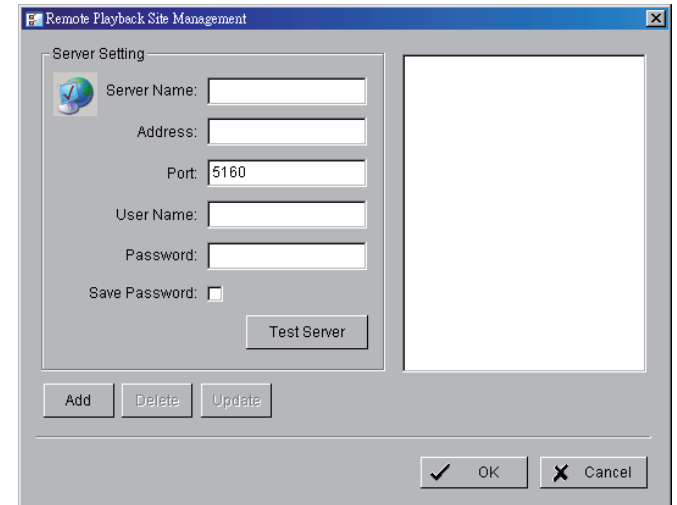 Remote Playback Site Management
Server Setting
Server Name:
Address:
Port: 5160
User Name:
Password:
Save Password:
Test Server
Add Delete Update
OK Cancel